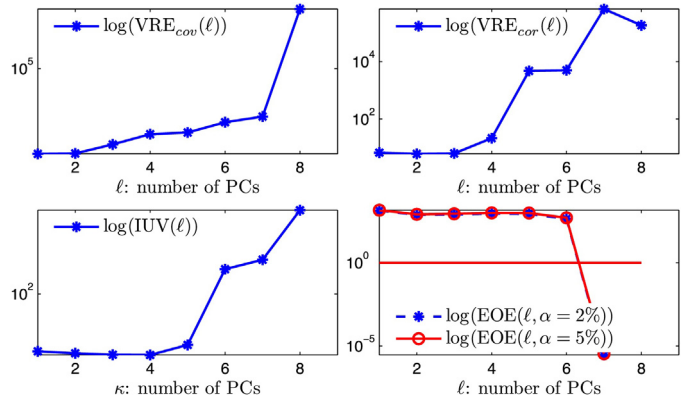 log(VRE_cov(ℓ))
10^5
2 4 6 8
ℓ: number of PCs
log(VRE_cor(ℓ))
10^4
10^2
2 4 6 8
ℓ: number of PCs
log(IUV(ℓ))
10^2
2 4 6 8
κ: number of PCs
10^0
10^-5
log(EOE(ℓ, α = 2%))
log(EOE(ℓ, α = 5%))
2 4 6 8
ℓ: number of PCs